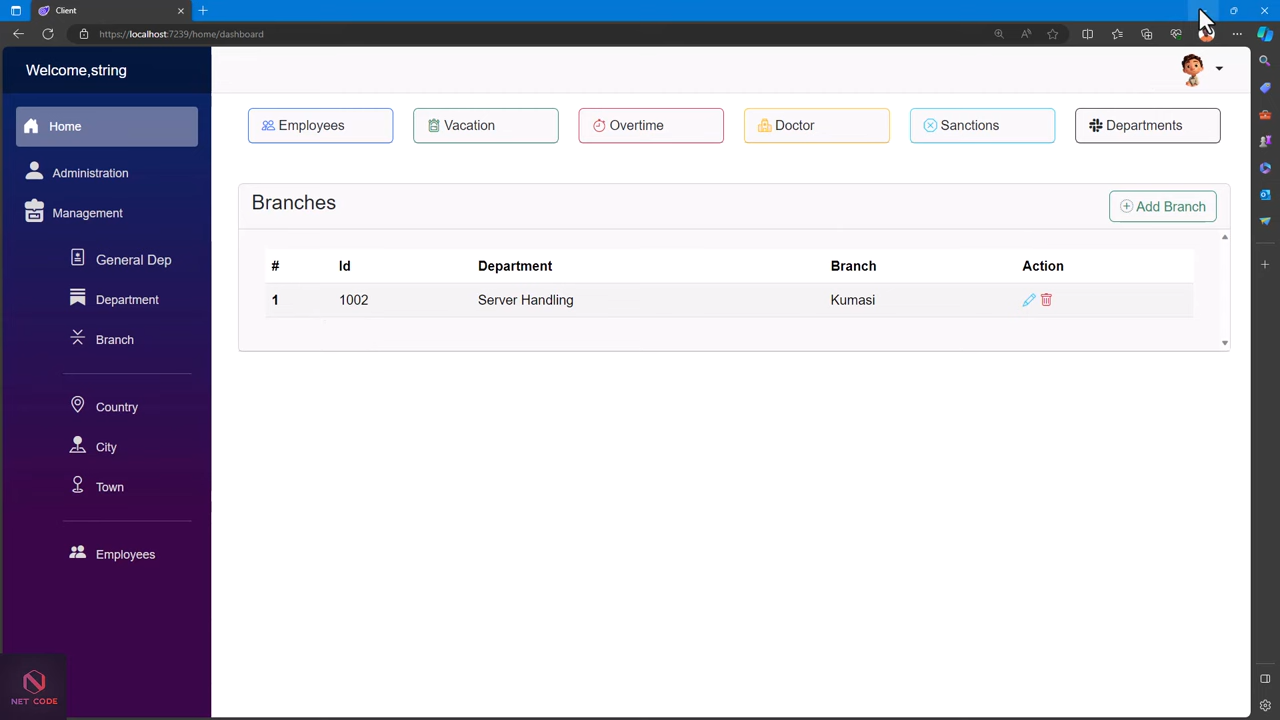 Client
https://localhost:7239/home/dashboard
Welcome,string
Home
Administration
Management
General Dep
Department
Branch
Country
City
Town
Employees
NET CODE
Employees
Vacation
Overtime
Doctor
Sanctions
Departments
Branches
Add Branch
# Id Department Branch Action
1 1002 Server Handling Kumasi